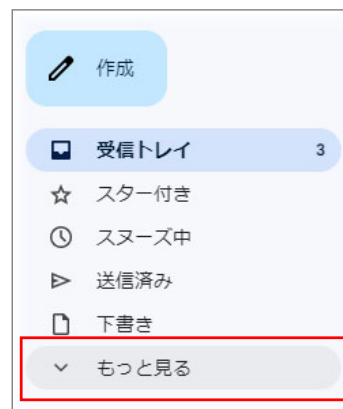 作成
受信トレイ 3
スター付き
スヌーズ中
送信済み
下書き
もっと見る